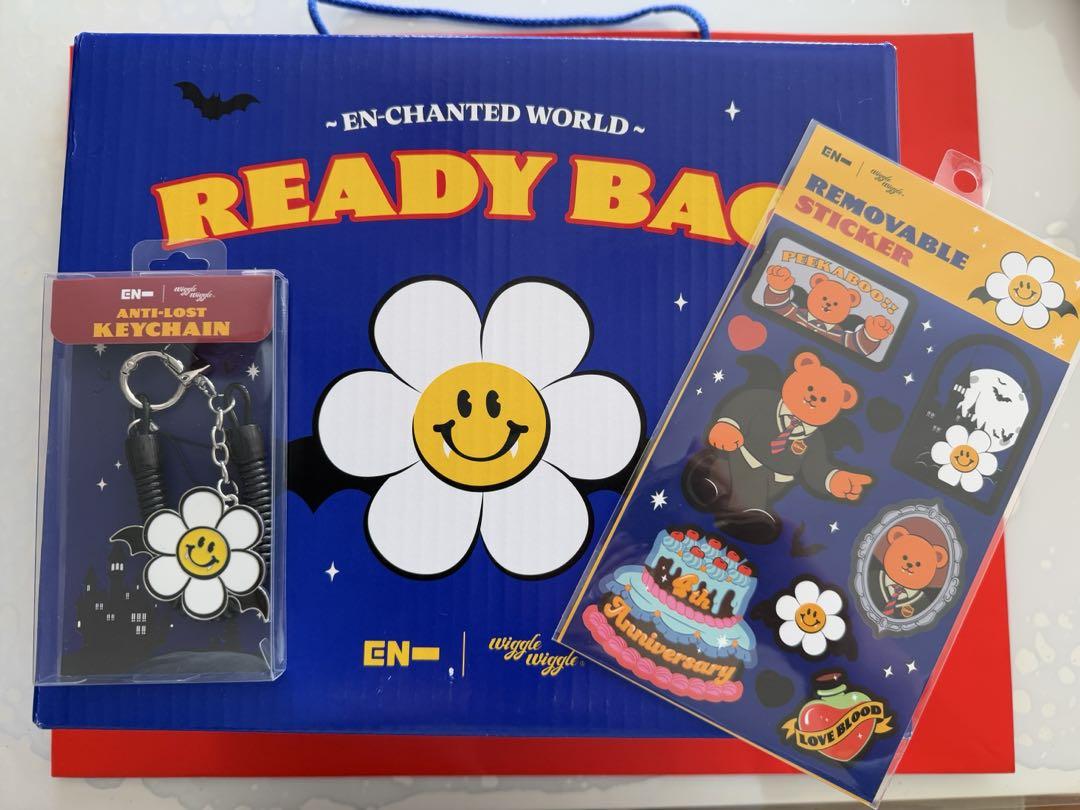 ~ EN-CHANTED WORLD ~
READY BAG
EN-
wiggle wiggle®
EN- | wiggle wiggle
ANTI-LOST
KEYCHAIN
EN- | wiggle wiggle
REMOVABLE
STICKER
PEEKABOO!!
4th
Anniversary
LOVE BLOOD